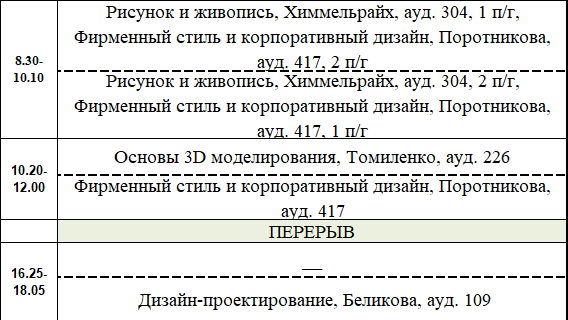 8.30-
10.10
Рисунок и живопись, Химмельрайх, ауд. 304, 1 п/г,
Фирменный стиль и корпоративный дизайн, Поротникова,
ауд. 417, 2 п/г
Рисунок и живопись, Химмельрайх, ауд. 304, 2 п/г,
Фирменный стиль и корпоративный дизайн, Поротникова,
ауд. 417, 1 п/г
10.20-
12.00
Основы 3D моделирования, Томиленко, ауд. 226
Фирменный стиль и корпоративный дизайн, Поротникова,
ауд. 417
ПЕРЕРЫВ
16.25-
18.05
—
Дизайн-проектирование, Беликова, ауд. 109